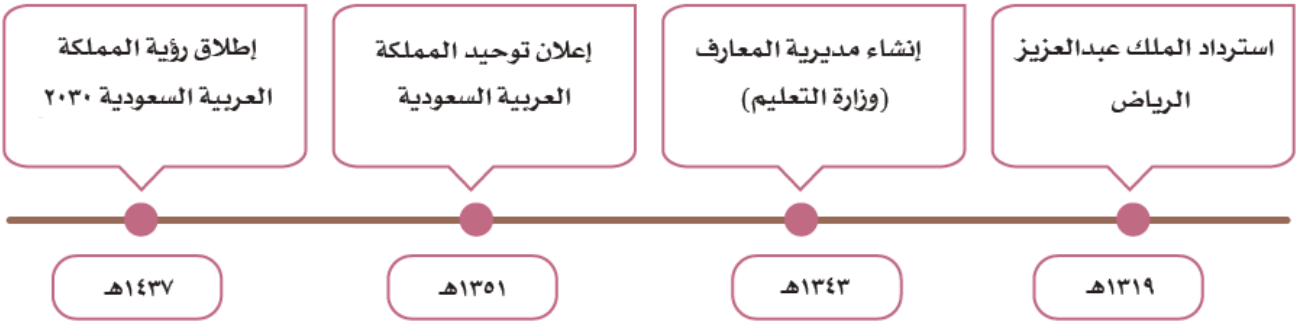 استرداد الملك عبدالعزيز
الرياض
١٣١٩هـ
إنشاء مديرية المعارف
(وزارة التعليم)
١٣٤٣هـ
إعلان توحيد المملكة
العربية السعودية
١٣٥١هـ
إطلاق رؤية المملكة
العربية السعودية ٢٠٣٠
١٤٣٧هـ